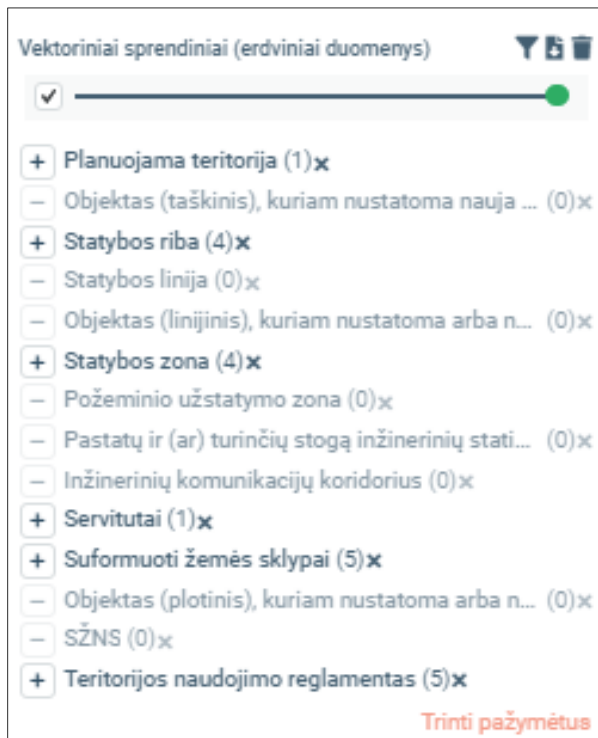 Vektoriniai sprendiniai (erdviniai duomenys)
Planuojama teritorija (1)
Objektas (taškinis), kuriam nustatoma nauja ... (0)
Statybos riba (4)
Statybos linija (0)
Objektas (linijinis), kuriam nustatoma arba n... (0)
Statybos zona (4)
Požeminio užstatymo zona (0)
Pastatų ir (ar) turinčių stogą inžinerinių stati... (0)
Inžinerinių komunikacijų koridorius (0)
Servitutai (1)
Suformuoti žemės sklypai (5)
Objektas (plotinis), kuriam nustatoma arba n... (0)
SŽNS (0)
Teritorijos naudojimo reglamentas (5)
Trinti pažymėtus